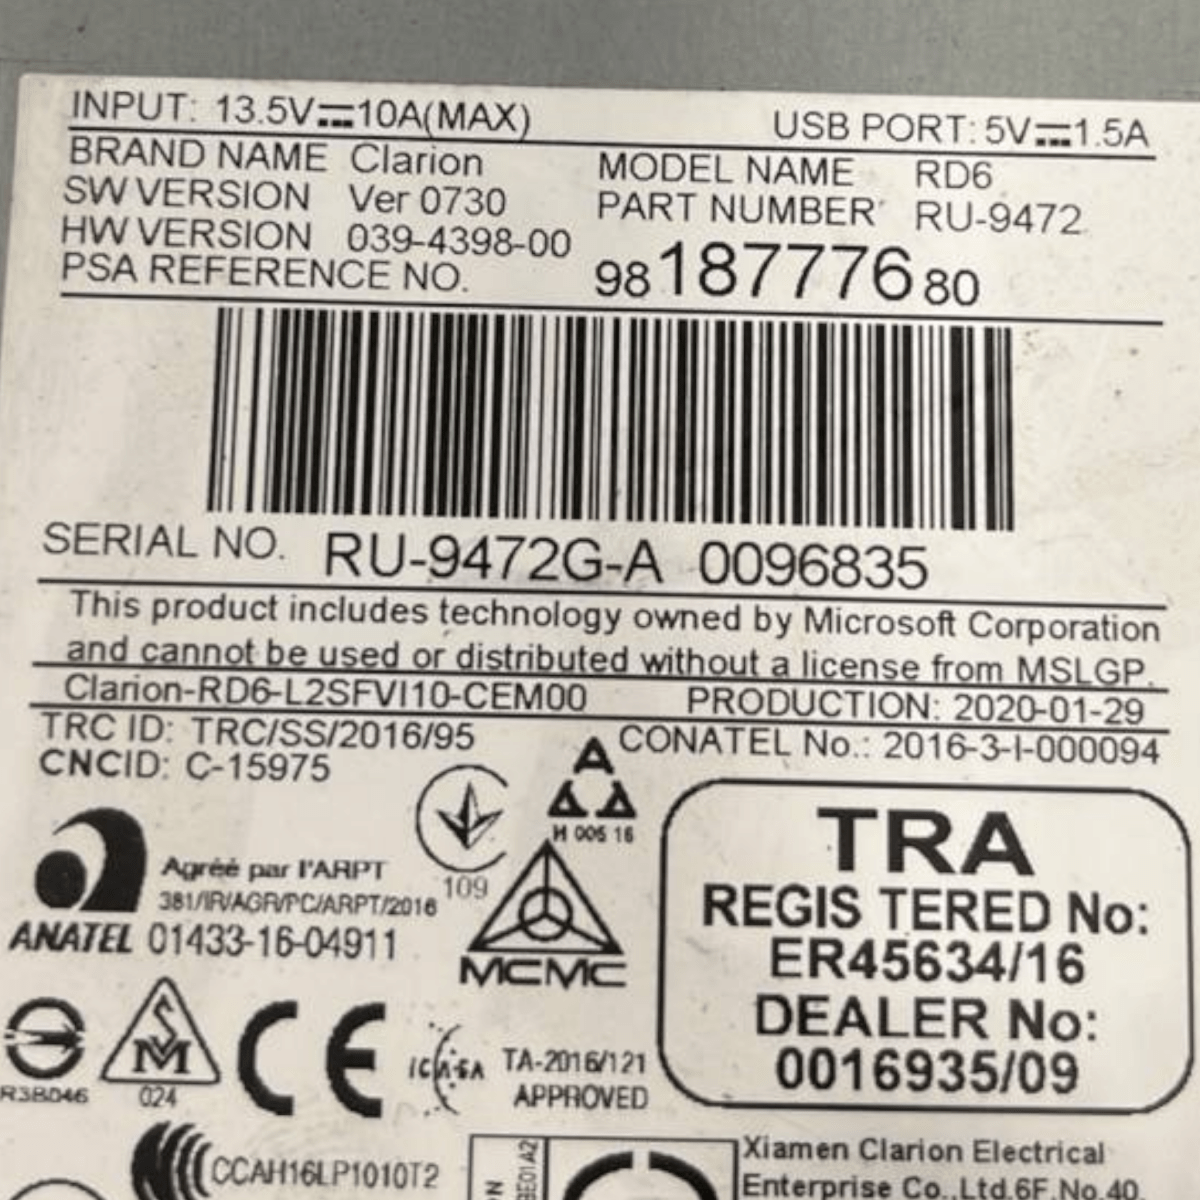 INPUT: 13.5V⎓10A(MAX) USB PORT: 5V⎓1.5A
BRAND NAME Clarion MODEL NAME RD6
SW VERSION Ver 0730 PART NUMBER RU-9472
HW VERSION 039-4398-00
PSA REFERENCE NO. 9818777680
SERIAL NO. RU-9472G-A 0096835
This product includes technology owned by Microsoft Corporation
and cannot be used or distributed without a license from MSLGP.
Clarion-RD6-L2SFVI10-CEM00 PRODUCTION: 2020-01-29
TRC ID: TRC/SS/2016/95 CONATEL No.: 2016-3-I-000094
CNCID: C-15975
H 005 16
109
Agréé par l'ARPT
381/IR/AGR/PC/ARPT/2016
ANATEL 01433-16-04911
MCMC
TRA
REGIS TERED No:
ER45634/16
DEALER No:
0016935/09
R3B046
SM
024
CE
ICASA TA-2016/121
APPROVED
CCAH16LP1010T2
Xiamen Clarion Electrical
Enterprise Co.,Ltd.6F,No.40,